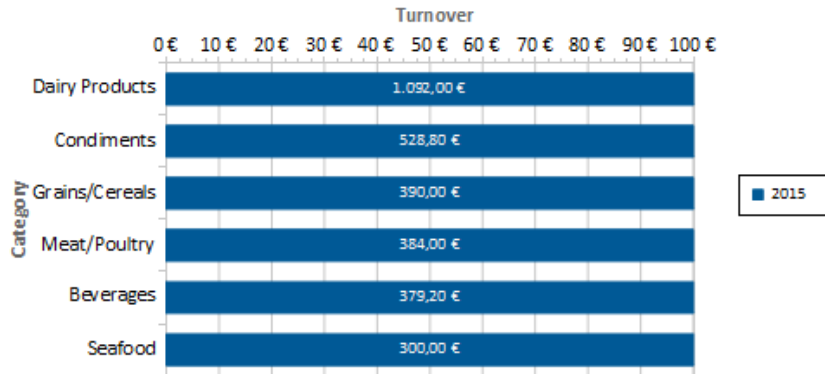 Turnover
0 € 10 € 20 € 30 € 40 € 50 € 60 € 70 € 80 € 90 € 100 €
Category
Dairy Products 1.092,00 €
Condiments 528,80 €
Grains/Cereals 390,00 €
Meat/Poultry 384,00 €
Beverages 379,20 €
Seafood 300,00 €
2015